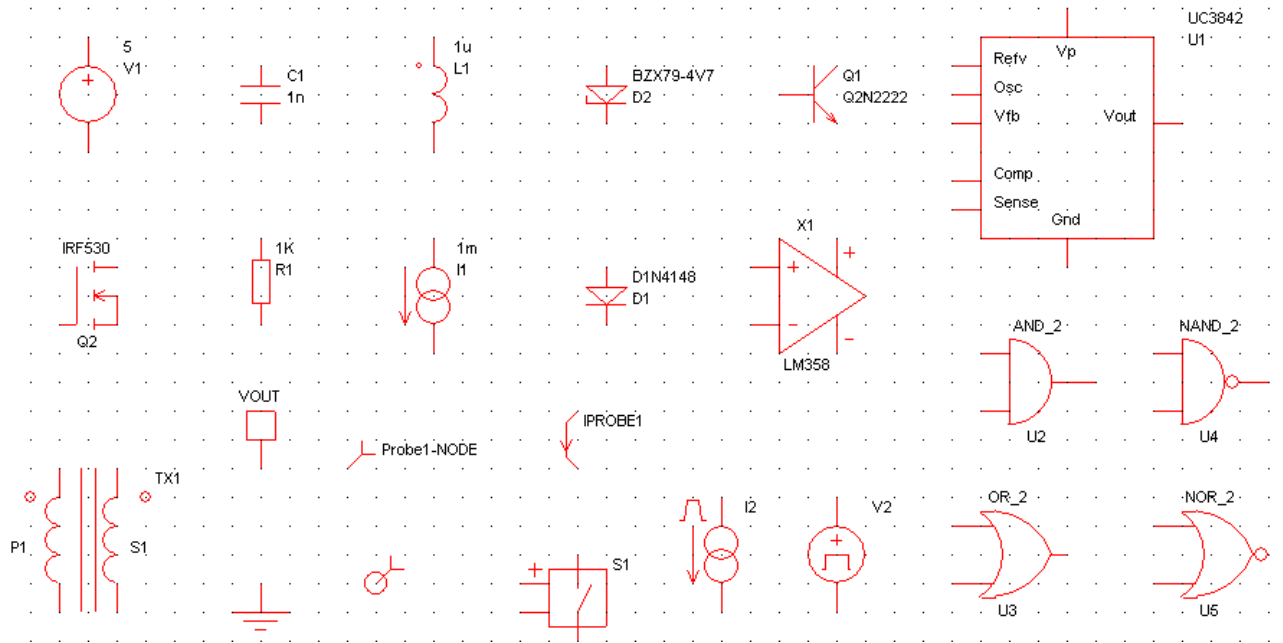 5
V1
C1
1n
1u
L1
BZX79-4V7
D2
Q1
Q2N2222
UC3842
U1
Vp
Refv
Osc
Vfb
Vout
Comp
Sense
Gnd
IRF530
Q2
1K
R1
1m
I1
D1N4148
D1
X1
LM358
AND_2
U2
NAND_2
U4
VOUT
Probe1-NODE
IPROBE1
TX1
P1
S1
S1
I2
V2
OR_2
U3
NOR_2
U5